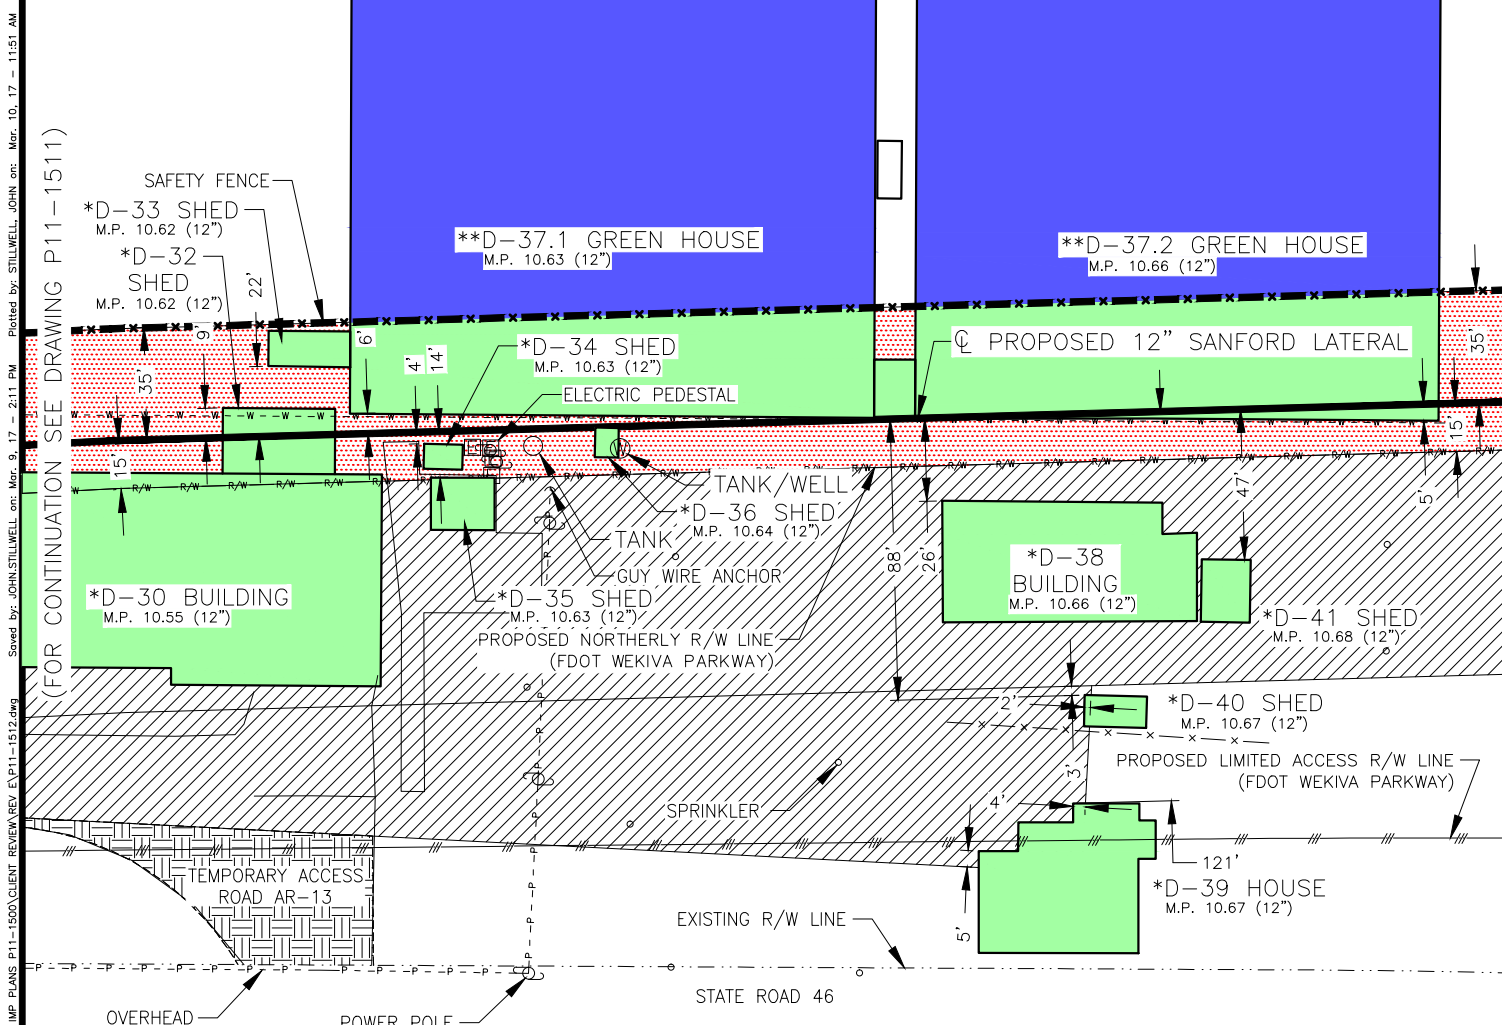 IMP PLANS P11-1500\CLIENT REVIEW\REV E\P11-1512.dwg Saved by: JOHN.STILLWELL on: Mar. 9, 17 - 2:11 PM Plotted by: STILLWELL, JOHN on: Mar. 10, 17 - 11:51 AM
(FOR CONTINUATION SEE DRAWING P11-1511)
SAFETY FENCE
*D-33 SHED
M.P. 10.62 (12")
*D-32
SHED
M.P. 10.62 (12")
22'
9'
35'
15'
6'
4'
14'
**D-37.1 GREEN HOUSE
M.P. 10.63 (12")
**D-37.2 GREEN HOUSE
M.P. 10.66 (12")
*D-34 SHED
M.P. 10.63 (12")
ELECTRIC PEDESTAL
℄ PROPOSED 12" SANFORD LATERAL
35'
15'
5'
47'
W W W W
R/W R/W R/W R/W R/W R/W
TANK/WELL
*D-36 SHED
M.P. 10.64 (12")
TANK
GUY WIRE ANCHOR
*D-35 SHED
M.P. 10.63 (12")
PROPOSED NORTHERLY R/W LINE
(FDOT WEKIVA PARKWAY)
88'
26'
*D-30 BUILDING
M.P. 10.55 (12")
*D-38
BUILDING
M.P. 10.66 (12")
*D-41 SHED
M.P. 10.68 (12")
2'
*D-40 SHED
M.P. 10.67 (12")
3'
PROPOSED LIMITED ACCESS R/W LINE
(FDOT WEKIVA PARKWAY)
SPRINKLER
4'
121'
*D-39 HOUSE
M.P. 10.67 (12")
5'
TEMPORARY ACCESS
ROAD AR-13
EXISTING R/W LINE
P P P P P P P P P
STATE ROAD 46
OVERHEAD
POWER POLE